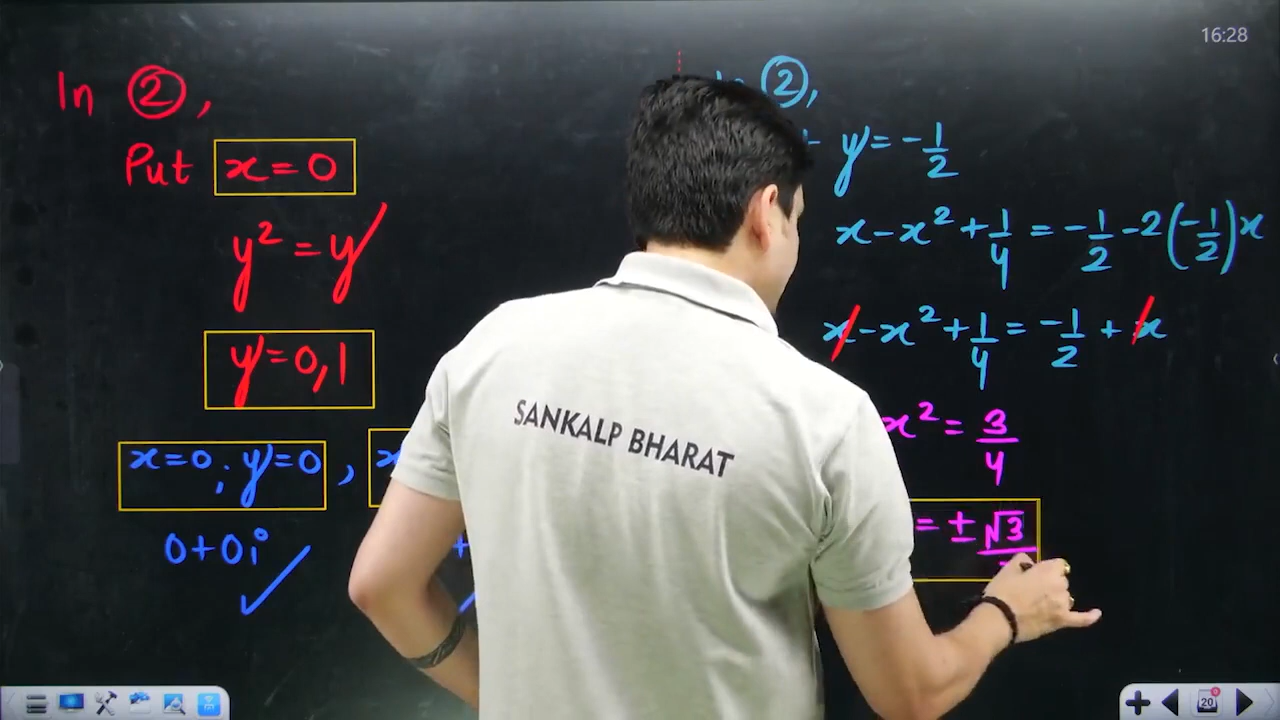 16:28
In ②,
Put x=0
y² = y
y=0,1
x=0; y=0, x
0+0i
+
②,
y=-1/2
x-x²+1/4 = -1/2-2(-1/2)x
x-x²+1/4 = -1/2+x
x² = 3/4
= ±√3
SANKALP BHARAT
20